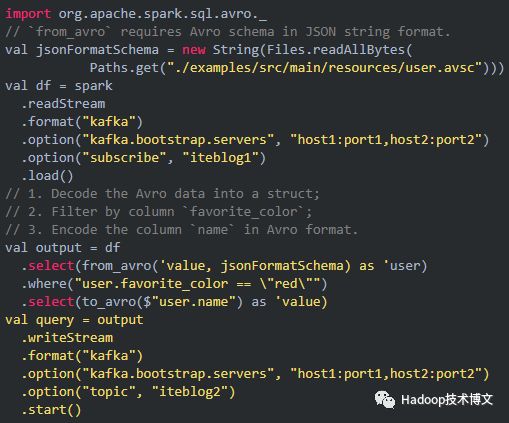 import org.apache.spark.sql.avro._
// `from_avro` requires Avro schema in JSON string format.
val jsonFormatSchema = new String(Files.readAllBytes(
Paths.get("./examples/src/main/resources/user.avsc")))
val df = spark
.readStream
.format("kafka")
.option("kafka.bootstrap.servers", "host1:port1,host2:port2")
.option("subscribe", "iteblog1")
.load()
// 1. Decode the Avro data into a struct;
// 2. Filter by column `favorite_color`;
// 3. Encode the column `name` in Avro format.
val output = df
.select(from_avro('value, jsonFormatSchema) as 'user)
.where("user.favorite_color == \"red\"")
.select(to_avro($"user.name") as 'value)
val query = output
.writeStream
.format("kafka")
.option("kafka.bootstrap.servers", "host1:port1,host2:port2")
.option("topic", "iteblog2")
.start()
Hadoop技术博文